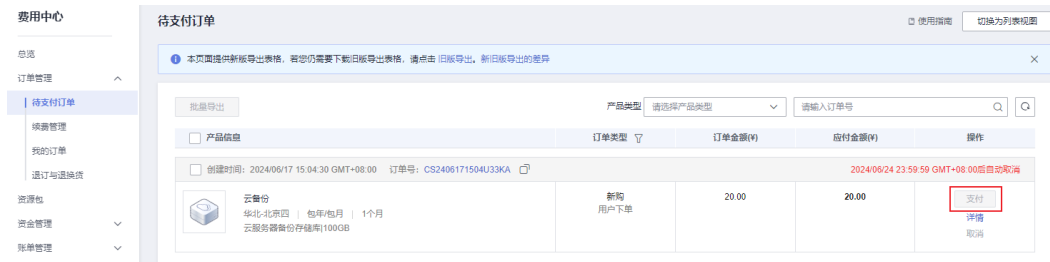 费用中心
待支付订单
使用指南
切换为列表视图
总览
本页面提供新版导出表格，若您仍需要下载旧版导出表格，请点击 旧版导出。新旧版导出的差异
订单管理
待支付订单
续费管理
我的订单
退订与退换货
资源包
资金管理
账单管理
批量导出
产品类型
请选择产品类型
请输入订单号
产品信息
订单类型
订单金额(¥)
应付金额(¥)
操作
创建时间：2024/06/17 15:04:30 GMT+08:00
订单号：CS2406171504U33KA
2024/06/24 23:59:59 GMT+08:00后自动取消
云备份
华北-北京四 | 包年/包月 | 1个月
云服务器备份存储库|100GB
新购
用户下单
20.00
20.00
支付
详情
取消